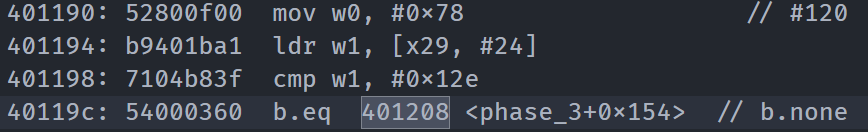 401190: 52800f00 mov w0, #0×78 // #120
401194: b9401ba1 ldr w1, [x29, #24]
401198: 7104b83f cmp w1, #0×12e
40119c: 54000360 b.eq 401208 <phase_3+0×154> // b.none